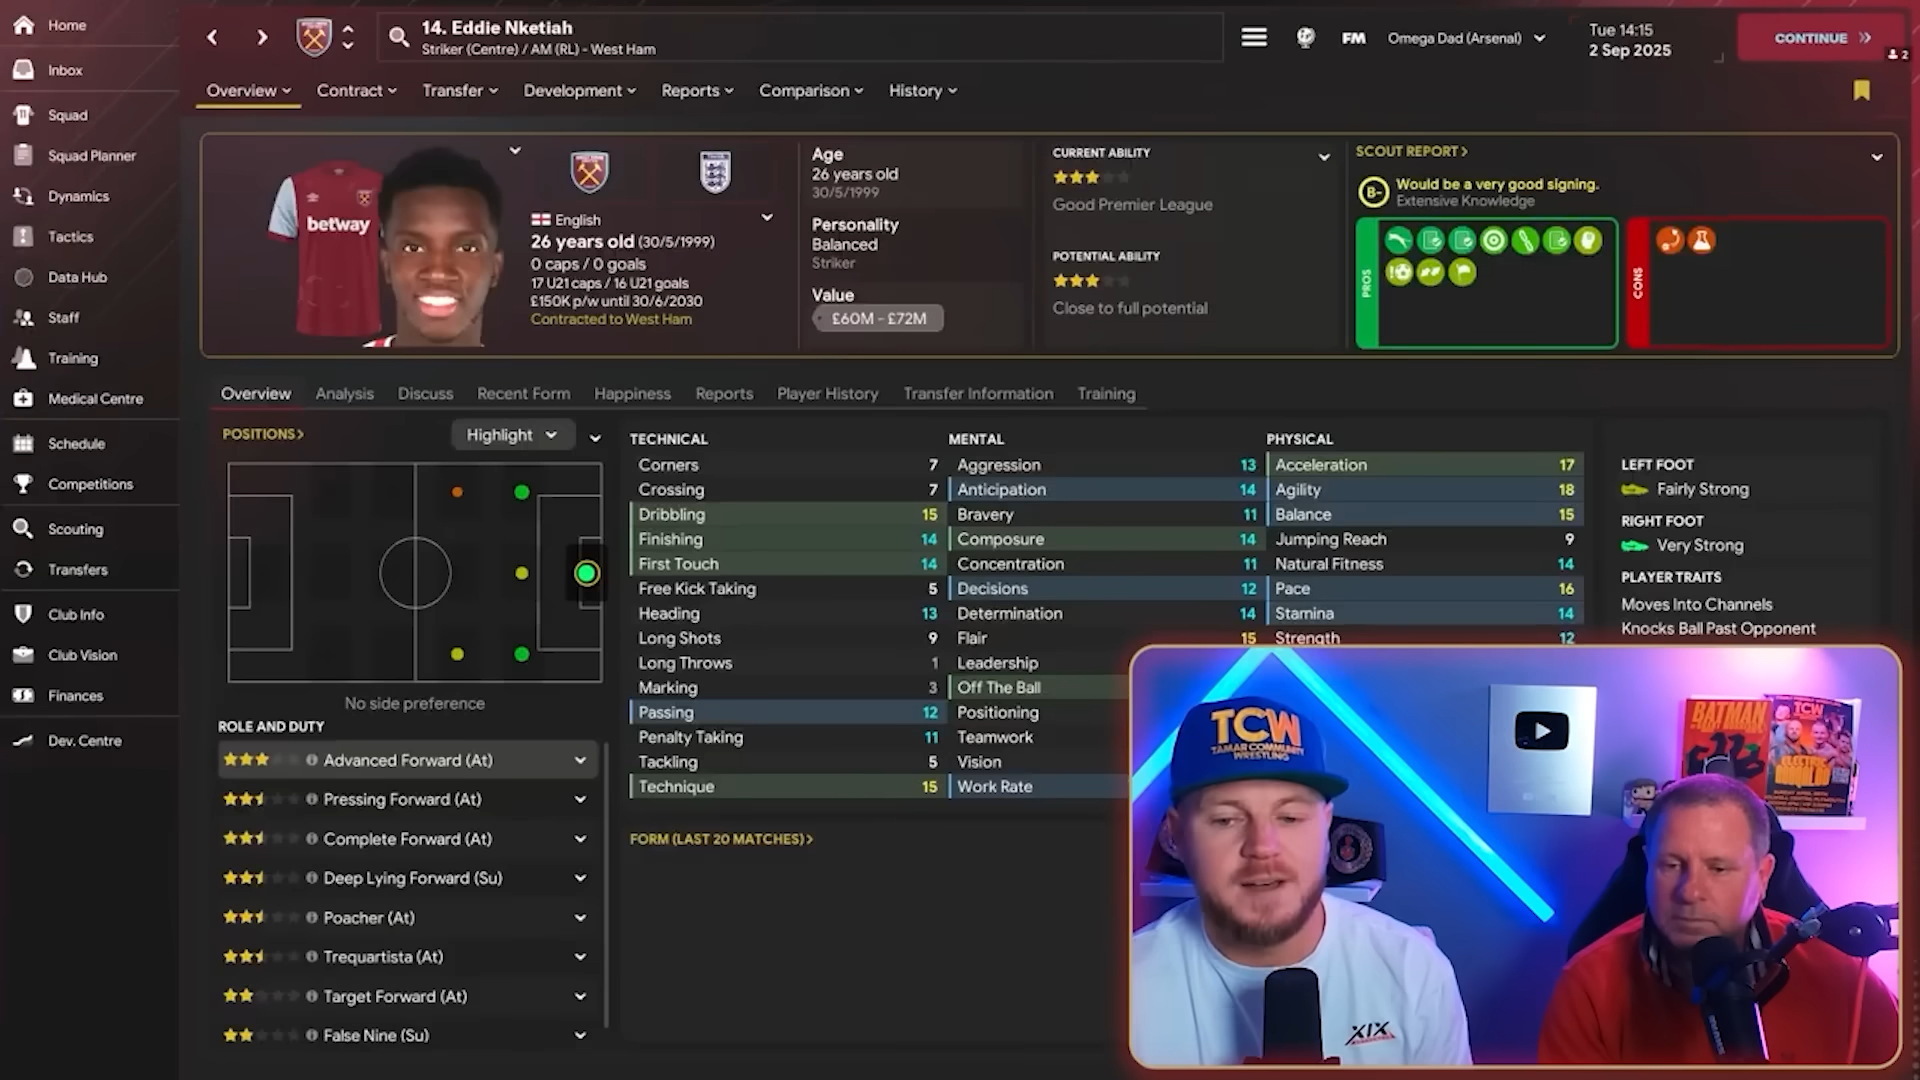 Home
Inbox
Squad
Squad Planner
Dynamics
Tactics
Data Hub
Staff
Training
Medical Centre
Schedule
Competitions
Scouting
Transfers
Club Info
Club Vision
Finances
Dev. Centre
14. Eddie Nketiah
Striker (Centre) / AM (RL) - West Ham
FM
Omega Dad (Arsenal)
Tue 14:15
2 Sep 2025
CONTINUE
2
Overview
Contract
Transfer
Development
Reports
Comparison
History
betway
English
26 years old (30/5/1999)
0 caps / 0 goals
17 U21 caps / 16 U21 goals
£150K p/w until 30/6/2030
Contracted to West Ham
Age
26 years old
30/5/1999
Personality
Balanced
Striker
Value
£60M - £72M
CURRENT ABILITY
Good Premier League
POTENTIAL ABILITY
Close to full potential
SCOUT REPORT >
B-
Would be a very good signing.
Extensive Knowledge
PROS
CONS
Overview
Analysis
Discuss
Recent Form
Happiness
Reports
Player History
Transfer Information
Training
POSITIONS >
Highlight
No side preference
ROLE AND DUTY
Advanced Forward (At)
Pressing Forward (At)
Complete Forward (At)
Deep Lying Forward (Su)
Poacher (At)
Trequartista (At)
Target Forward (At)
False Nine (Su)
TECHNICAL
Corners 7
Crossing 7
Dribbling 15
Finishing 14
First Touch 14
Free Kick Taking 5
Heading 13
Long Shots 9
Long Throws 1
Marking 3
Passing 12
Penalty Taking 11
Tackling 5
Technique 15
MENTAL
Aggression 13
Anticipation 14
Bravery 11
Composure 14
Concentration 11
Decisions 12
Determination 14
Flair 15
Leadership
Off The Ball
Positioning
Teamwork
Vision
Work Rate
PHYSICAL
Acceleration 17
Agility 18
Balance 15
Jumping Reach 9
Natural Fitness 14
Pace 16
Stamina 14
Strength 12
LEFT FOOT
Fairly Strong
RIGHT FOOT
Very Strong
PLAYER TRAITS
Moves Into Channels
Knocks Ball Past Opponent
FORM (LAST 20 MATCHES) >
TCW
TAMAR COMMUNITY
WRESTLING
BATMAN
TCW
XIX